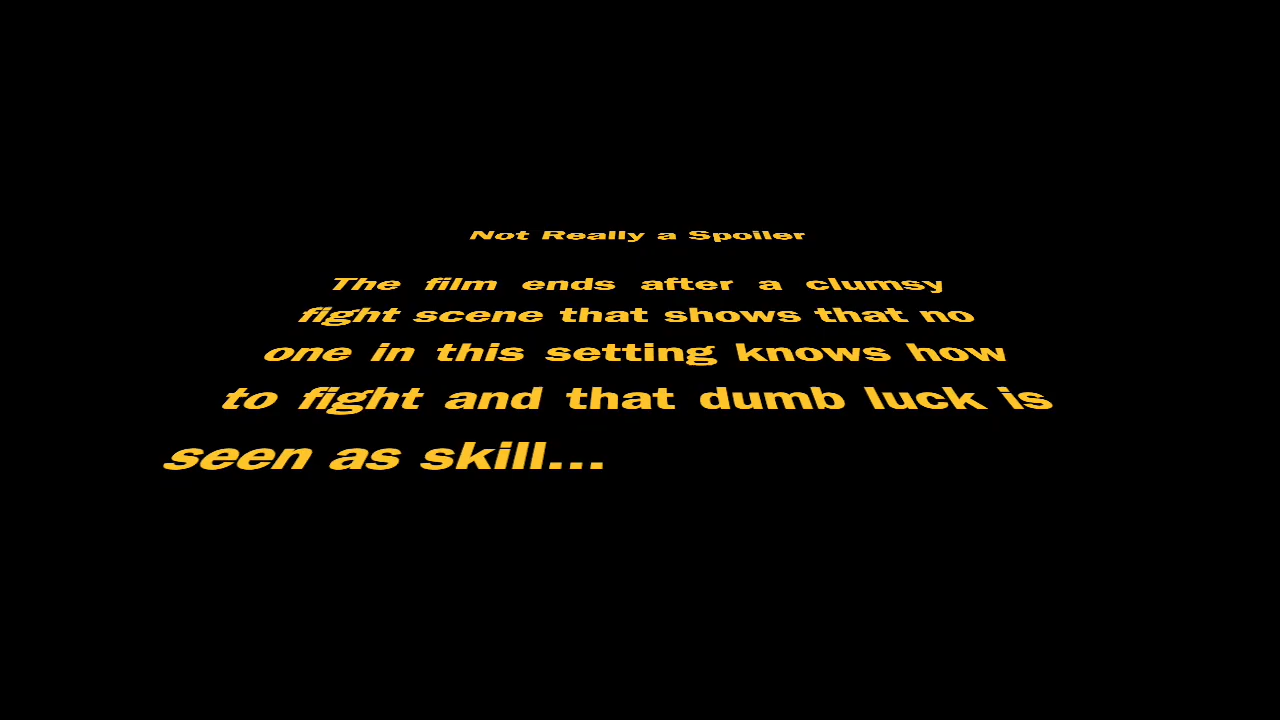 Not Really a Spoiler
The film ends after a clumsy
fight scene that shows that no
one in this setting knows how
to fight and that dumb luck is
seen as skill...